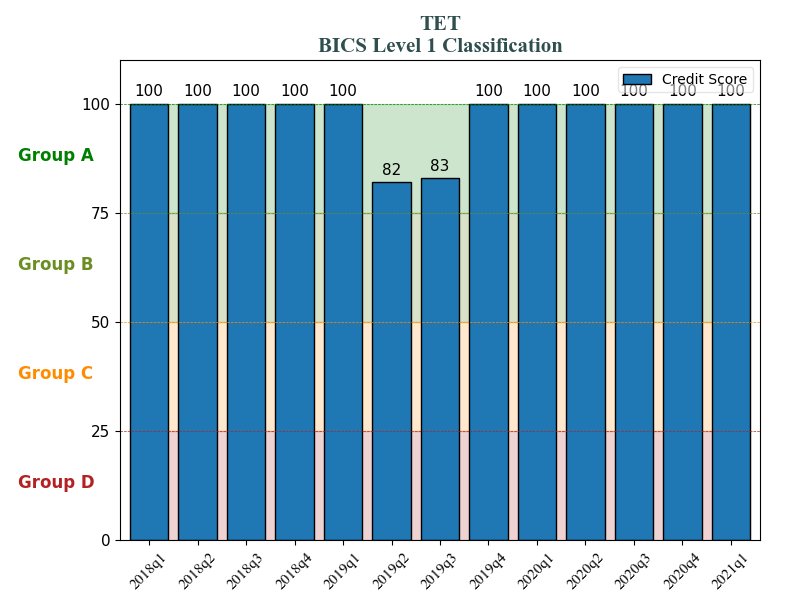 TET
BICS Level 1 Classification
Credit Score
100 100 100 100 100 82 83 100 100 100 100 100 100
100
Group A
75
Group B
50
Group C
25
Group D
0
2018q1 2018q2 2018q3 2018q4 2019q1 2019q2 2019q3 2019q4 2020q1 2020q2 2020q3 2020q4 2021q1